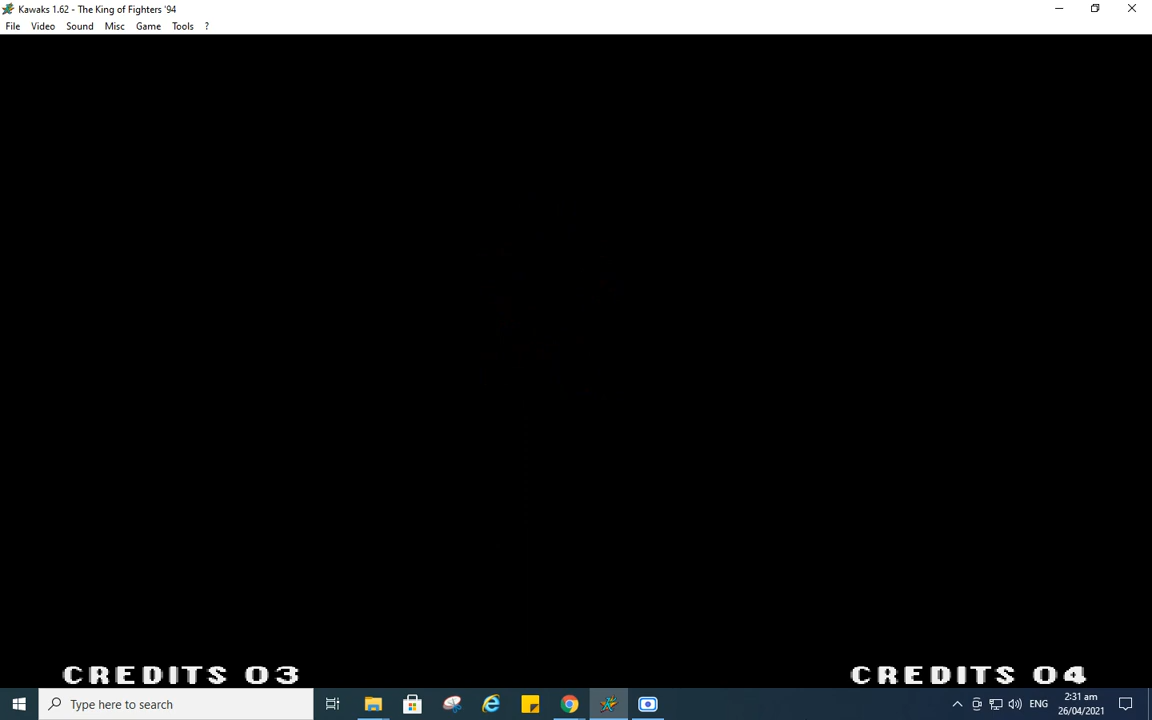 Kawaks 1.62 - The King of Fighters '94
File Video Sound Misc Game Tools ?
CREDITS 03 CREDITS 04
Type here to search
ENG
2:31 am
26/04/2021